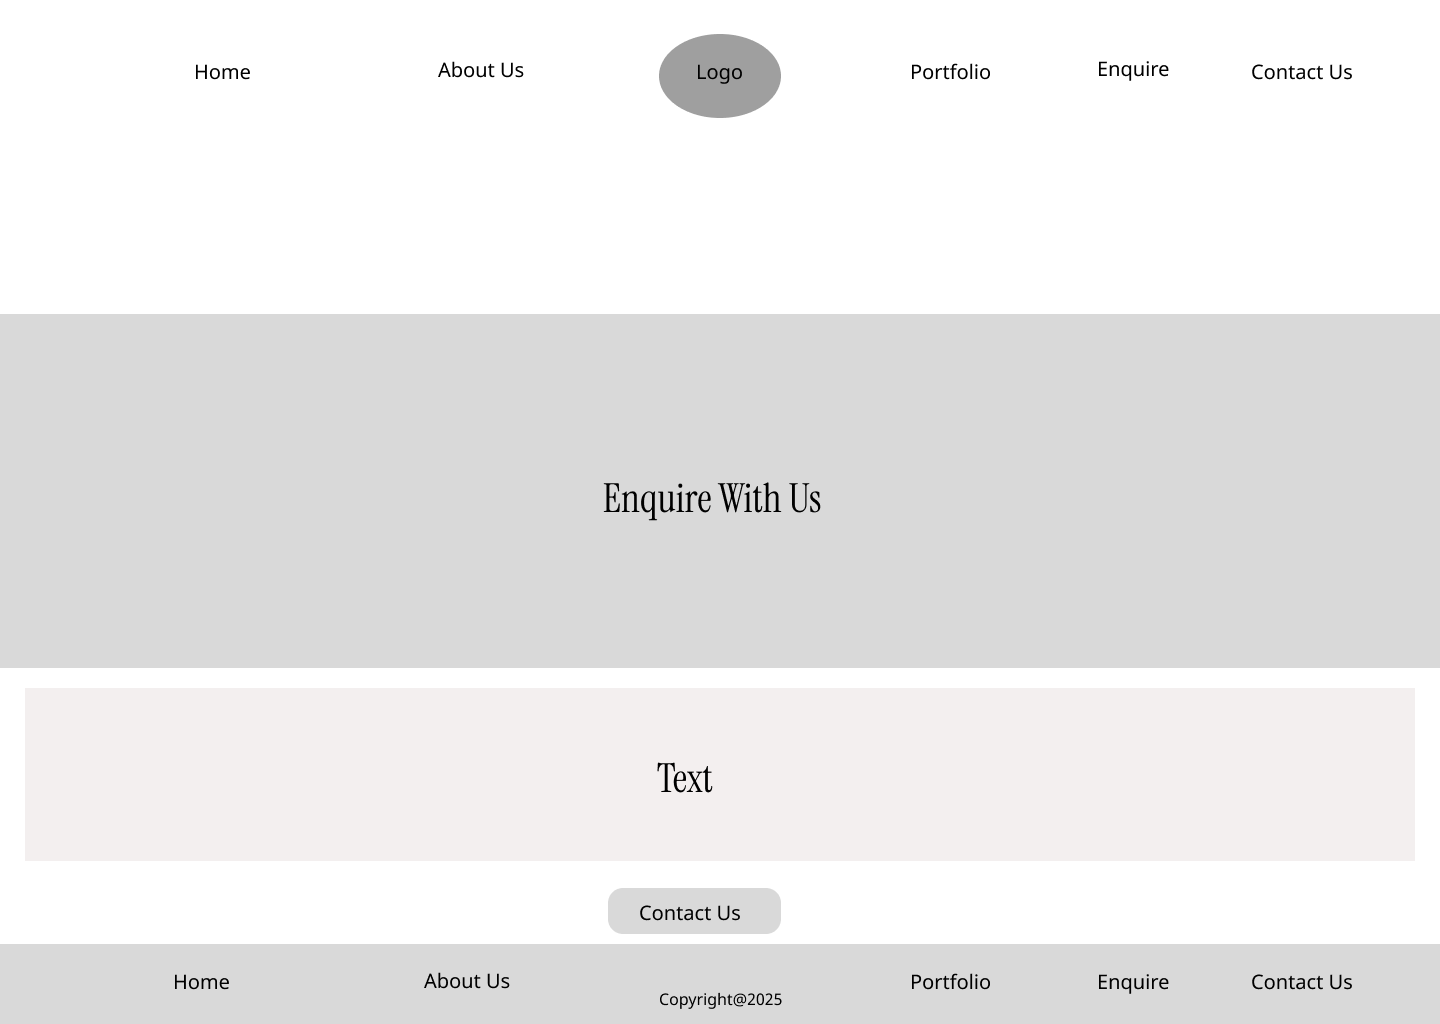 Home About Us Logo Portfolio Enquire Contact Us
Enquire With Us
Text
Contact Us
Home About Us Portfolio Enquire Contact Us
Copyright@2025